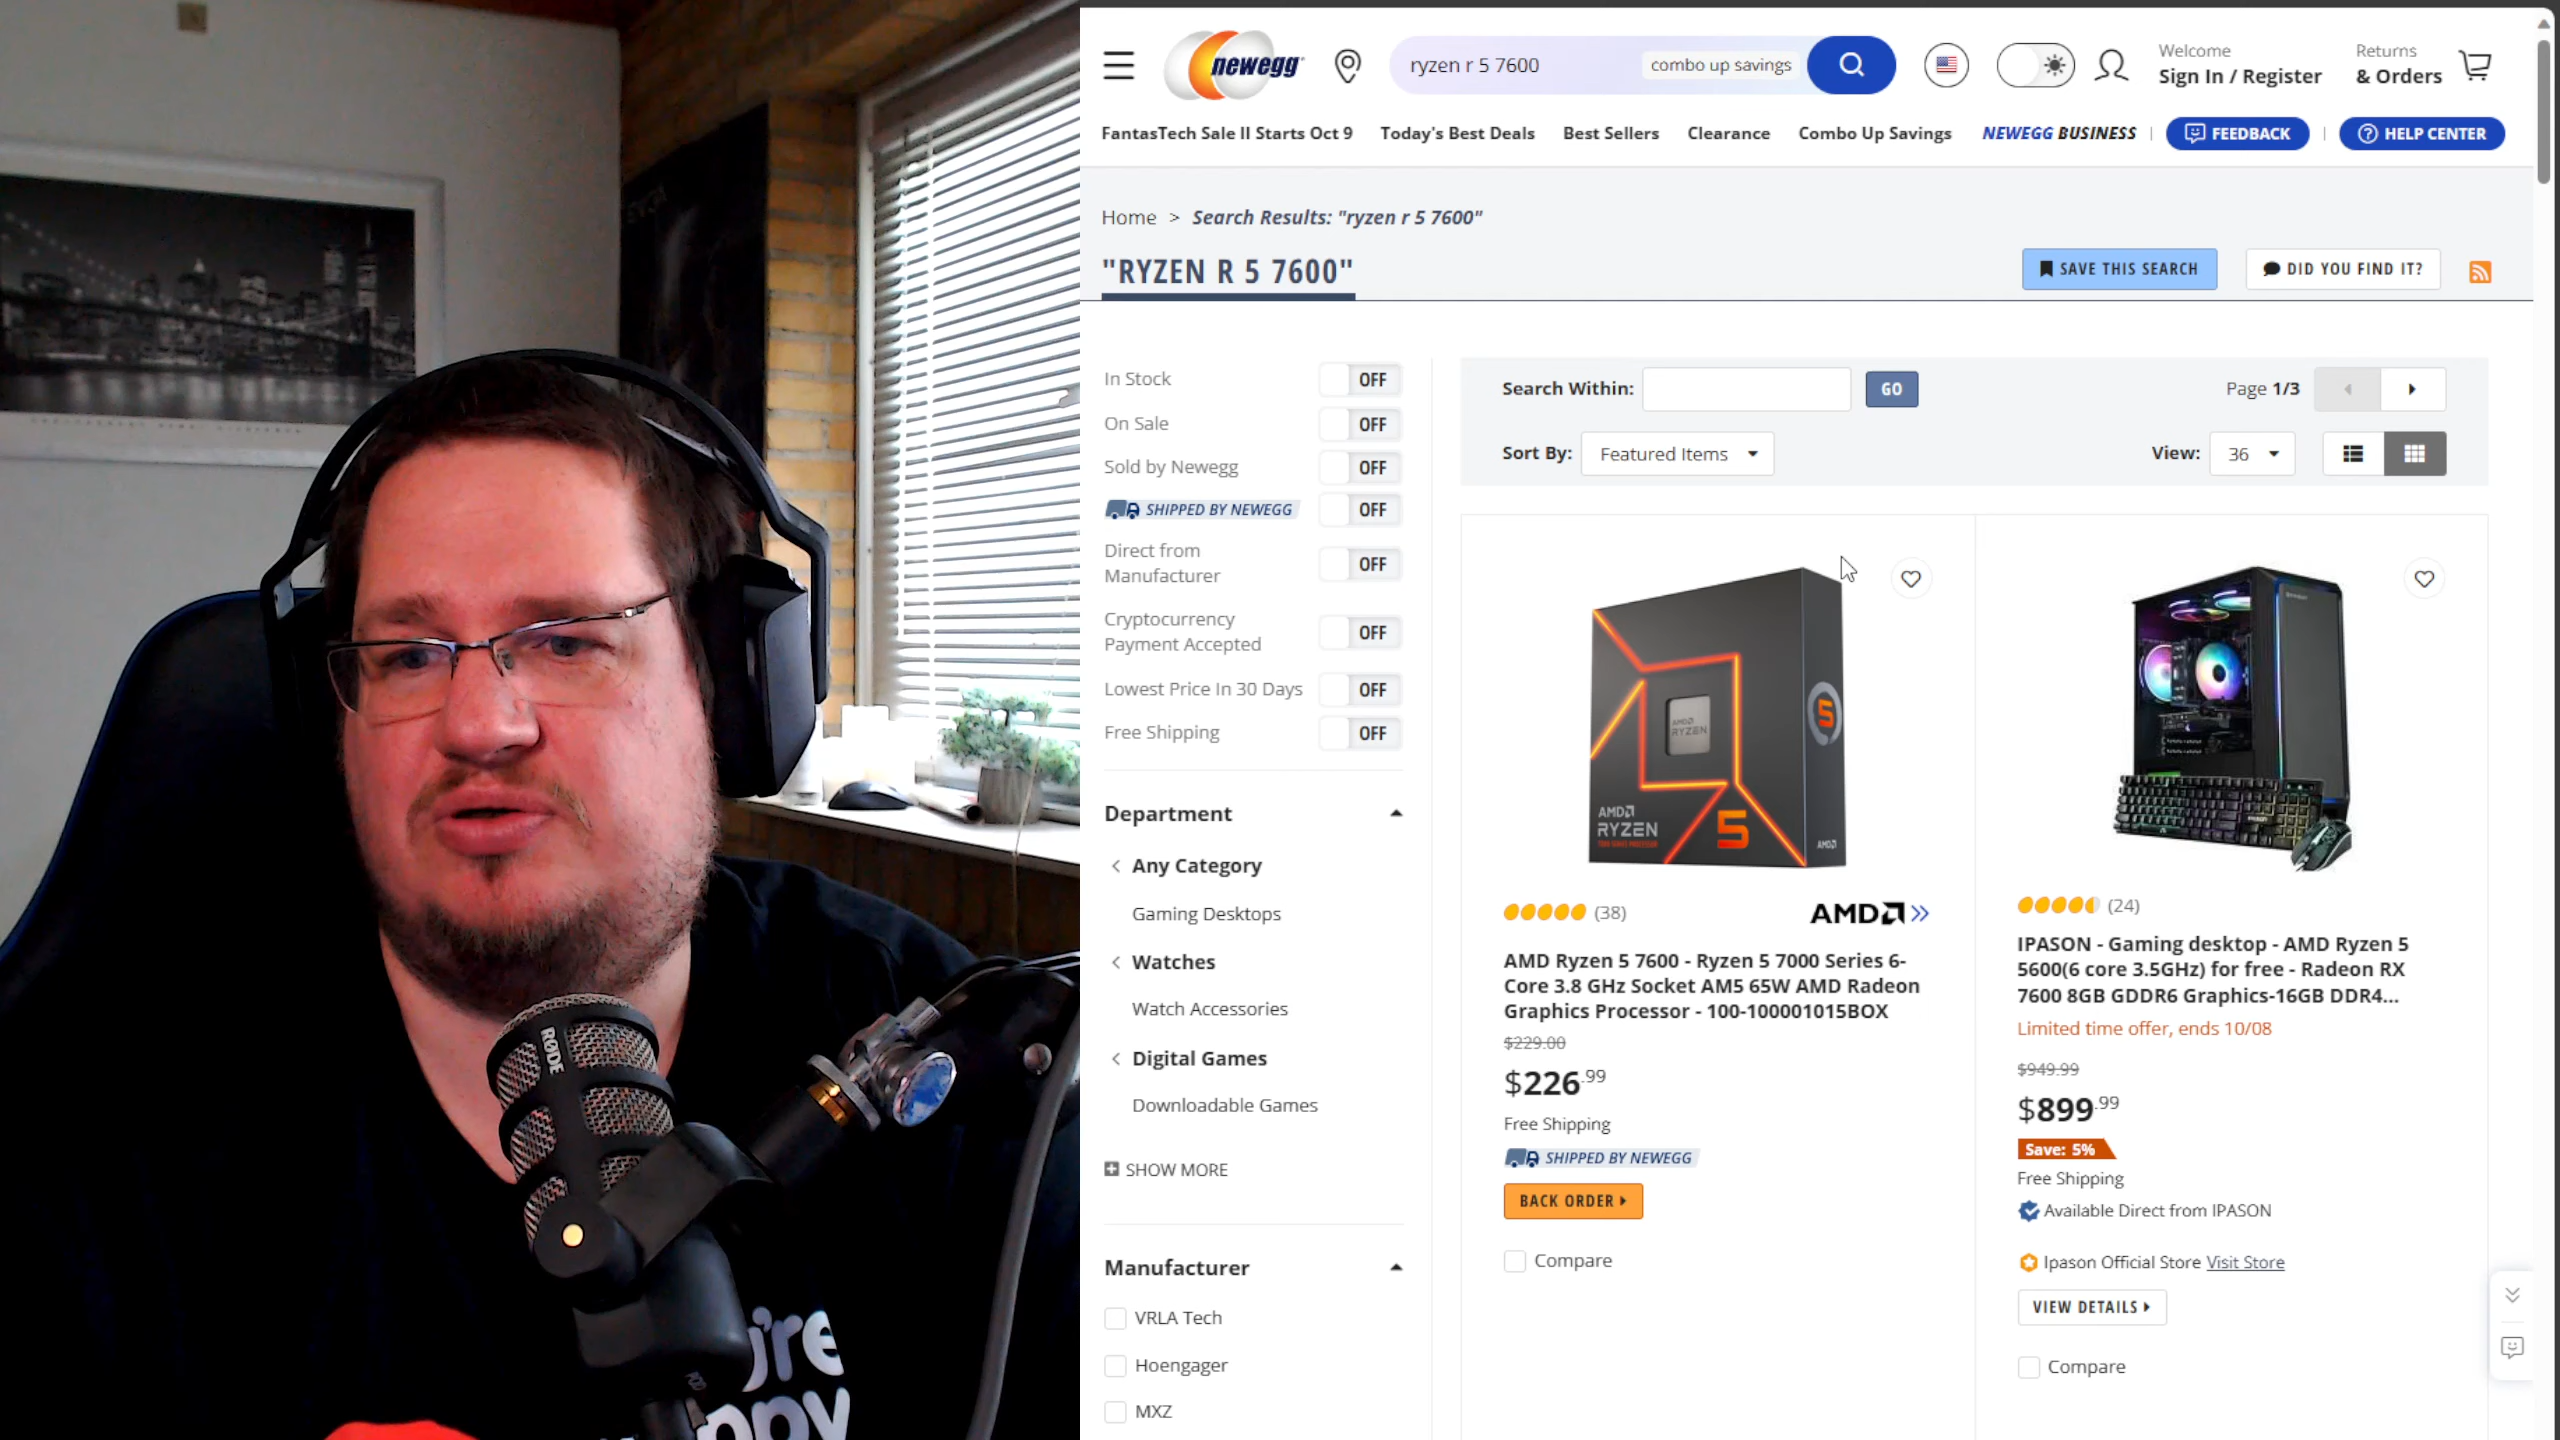 newegg
ryzen r 5 7600
combo up savings
Welcome
Sign In / Register
Returns
& Orders
FantasTech Sale II Starts Oct 9
Today's Best Deals
Best Sellers
Clearance
Combo Up Savings
NEWEGG BUSINESS
FEEDBACK
HELP CENTER
Home > Search Results: "ryzen r 5 7600"
"RYZEN R 5 7600"
SAVE THIS SEARCH
DID YOU FIND IT?
In Stock OFF
On Sale OFF
Sold by Newegg OFF
SHIPPED BY NEWEGG OFF
Direct from
Manufacturer OFF
Cryptocurrency
Payment Accepted OFF
Lowest Price In 30 Days OFF
Free Shipping OFF
Department
Any Category
Gaming Desktops
Watches
Watch Accessories
Digital Games
Downloadable Games
SHOW MORE
Manufacturer
VRLA Tech
Hoengager
MXZ
Search Within: GO
Page 1/3
Sort By: Featured Items
View: 36
AMD
RYZEN
5
AMD
RYZEN
5
AMD
(38)
AMD
AMD Ryzen 5 7600 - Ryzen 5 7000 Series 6-
Core 3.8 GHz Socket AM5 65W AMD Radeon
Graphics Processor - 100-100001015BOX
$229.00
$226.99
Free Shipping
SHIPPED BY NEWEGG
BACK ORDER
Compare
(24)
IPASON - Gaming desktop - AMD Ryzen 5
5600(6 core 3.5GHz) for free - Radeon RX
7600 8GB GDDR6 Graphics-16GB DDR4...
Limited time offer, ends 10/08
$949.99
$899.99
Save: 5%
Free Shipping
Available Direct from IPASON
Ipason Official Store Visit Store
VIEW DETAILS
Compare
RØDE